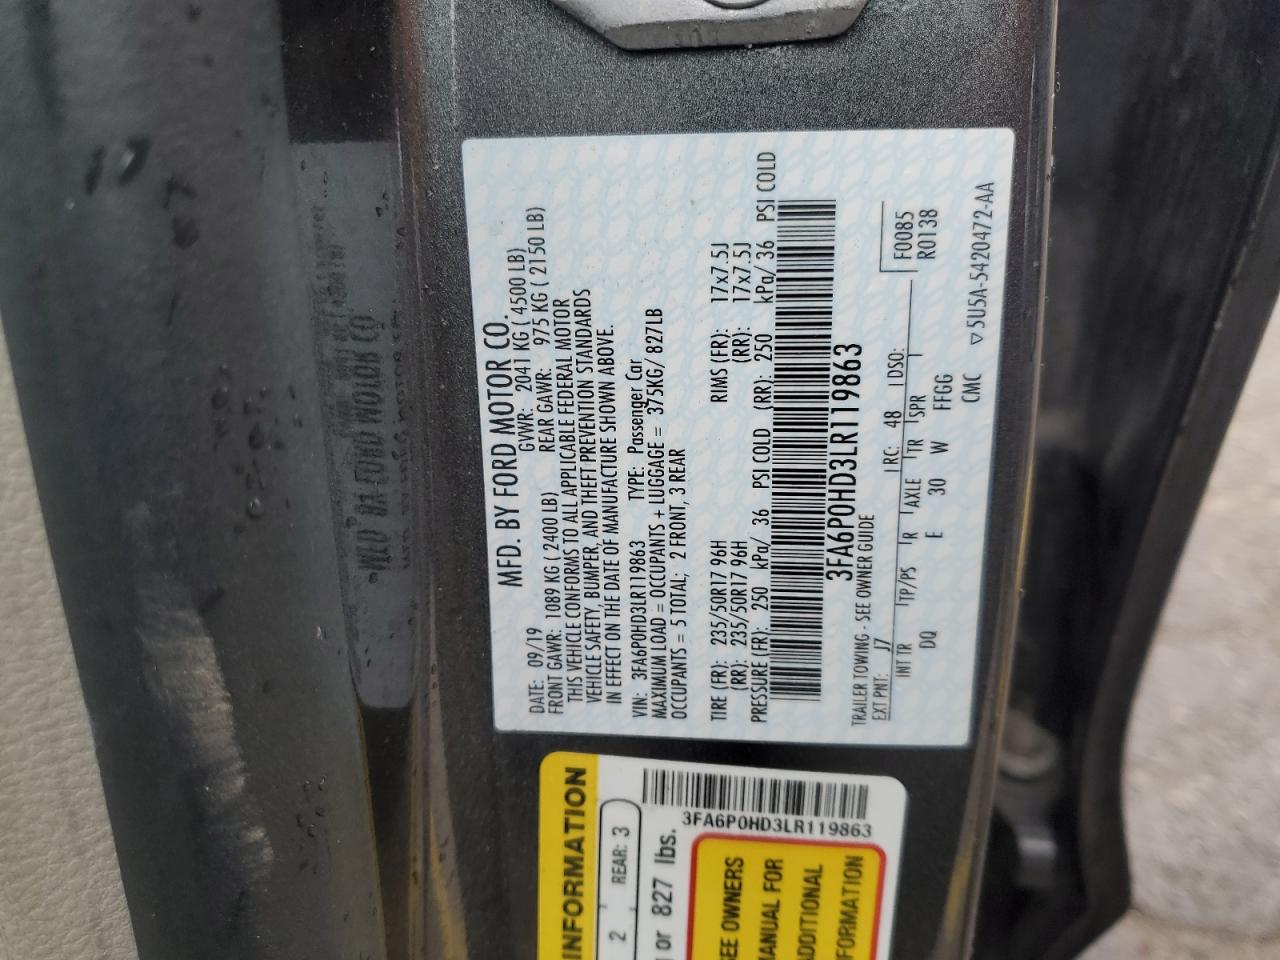 MFD. BY FORD MOTOR CO.
DATE: 09/19 GVWR: 2041 KG ( 4500 LB)
FRONT GAWR: 1089 KG ( 2400 LB) REAR GAWR: 975 KG ( 2150 LB)
THIS VEHICLE CONFORMS TO ALL APPLICABLE FEDERAL MOTOR
VEHICLE SAFETY, BUMPER, AND THEFT PREVENTION STANDARDS
IN EFFECT ON THE DATE OF MANUFACTURE SHOWN ABOVE.
VIN: 3FA6P0HD3LR119863 TYPE: Passenger Car
MAXIMUM LOAD = OCCUPANTS + LUGGAGE = 375KG/ 827LB
OCCUPANTS = 5 TOTAL; 2 FRONT, 3 REAR
TIRE (FR): 235/50R17 96H RIMS (FR): 17x7.5J
(RR): 235/50R17 96H (RR): 17x7.5J
PRESSURE (FR): 250 kPa/ 36 PSI COLD (RR): 250 kPa/ 36 PSI COLD
3FA6P0HD3LR119863
TRAILER TOWING - SEE OWNER GUIDE
EXT PNT: J7 RC: 48 DSO:
INT TR TP/PS R AXLE TR SPR
DQ E 30 W FFGG
F0085
R0138
CMC
5U5A-5420472-AA
INFORMATION
2 REAR: 3
or 827 lbs.
3FA6P0HD3LR119863
SEE OWNERS
MANUAL FOR
ADDITIONAL
INFORMATION